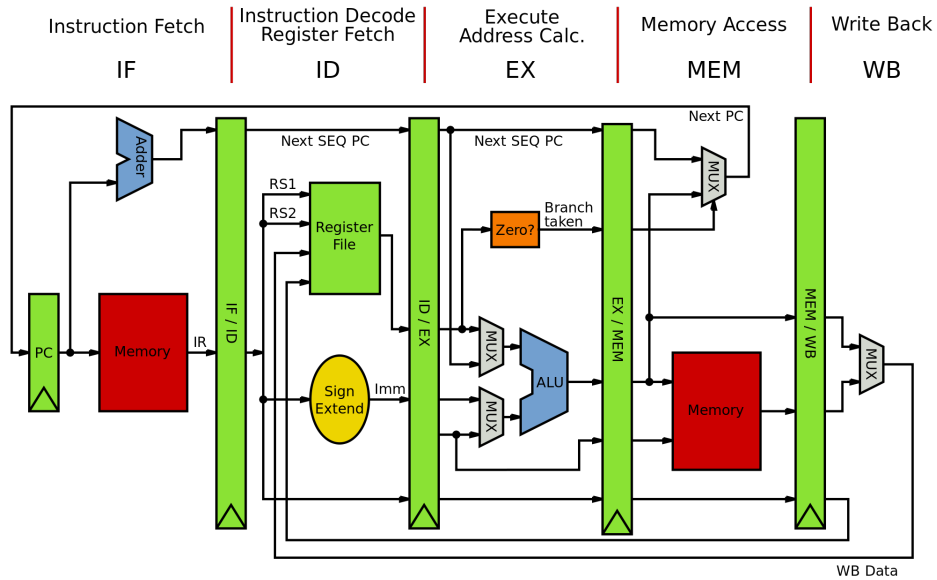 Instruction Fetch
IF
Instruction Decode
Register Fetch
ID
Execute
Address Calc.
EX
Memory Access
MEM
Write Back
WB
Next PC
Adder
Next SEQ PC
Next SEQ PC
MUX
RS1
RS2
Register
File
Branch
taken
Zero?
PC
Memory
IR
IF / ID
ID / EX
EX / MEM
MEM / WB
MUX
MUX
ALU
Sign
Extend
Imm
MUX
Memory
WB Data